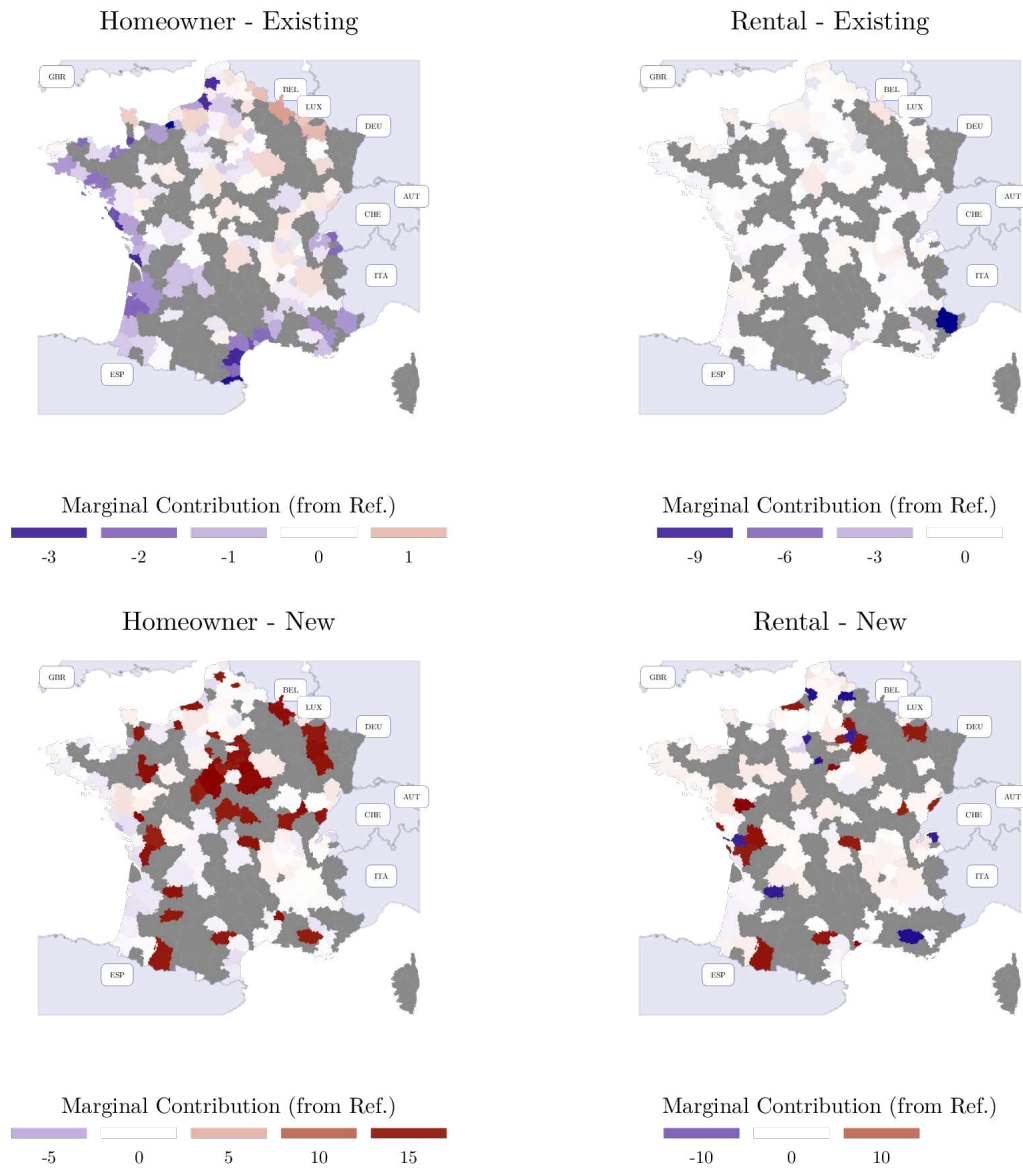 Homeowner - Existing
Rental - Existing
GBR
BEL
LUX
DEU
AUT
CHE
ITA
ESP
GBR
BEL
LUX
DEU
AUT
CHE
ITA
ESP
Marginal Contribution (from Ref.)
-3 -2 -1 0 1
Marginal Contribution (from Ref.)
-9 -6 -3 0
Homeowner - New
Rental - New
GBR
BEL
LUX
DEU
AUT
CHE
ITA
ESP
GBR
BEL
LUX
DEU
AUT
CHE
ITA
ESP
Marginal Contribution (from Ref.)
-5 0 5 10 15
Marginal Contribution (from Ref.)
-10 0 10